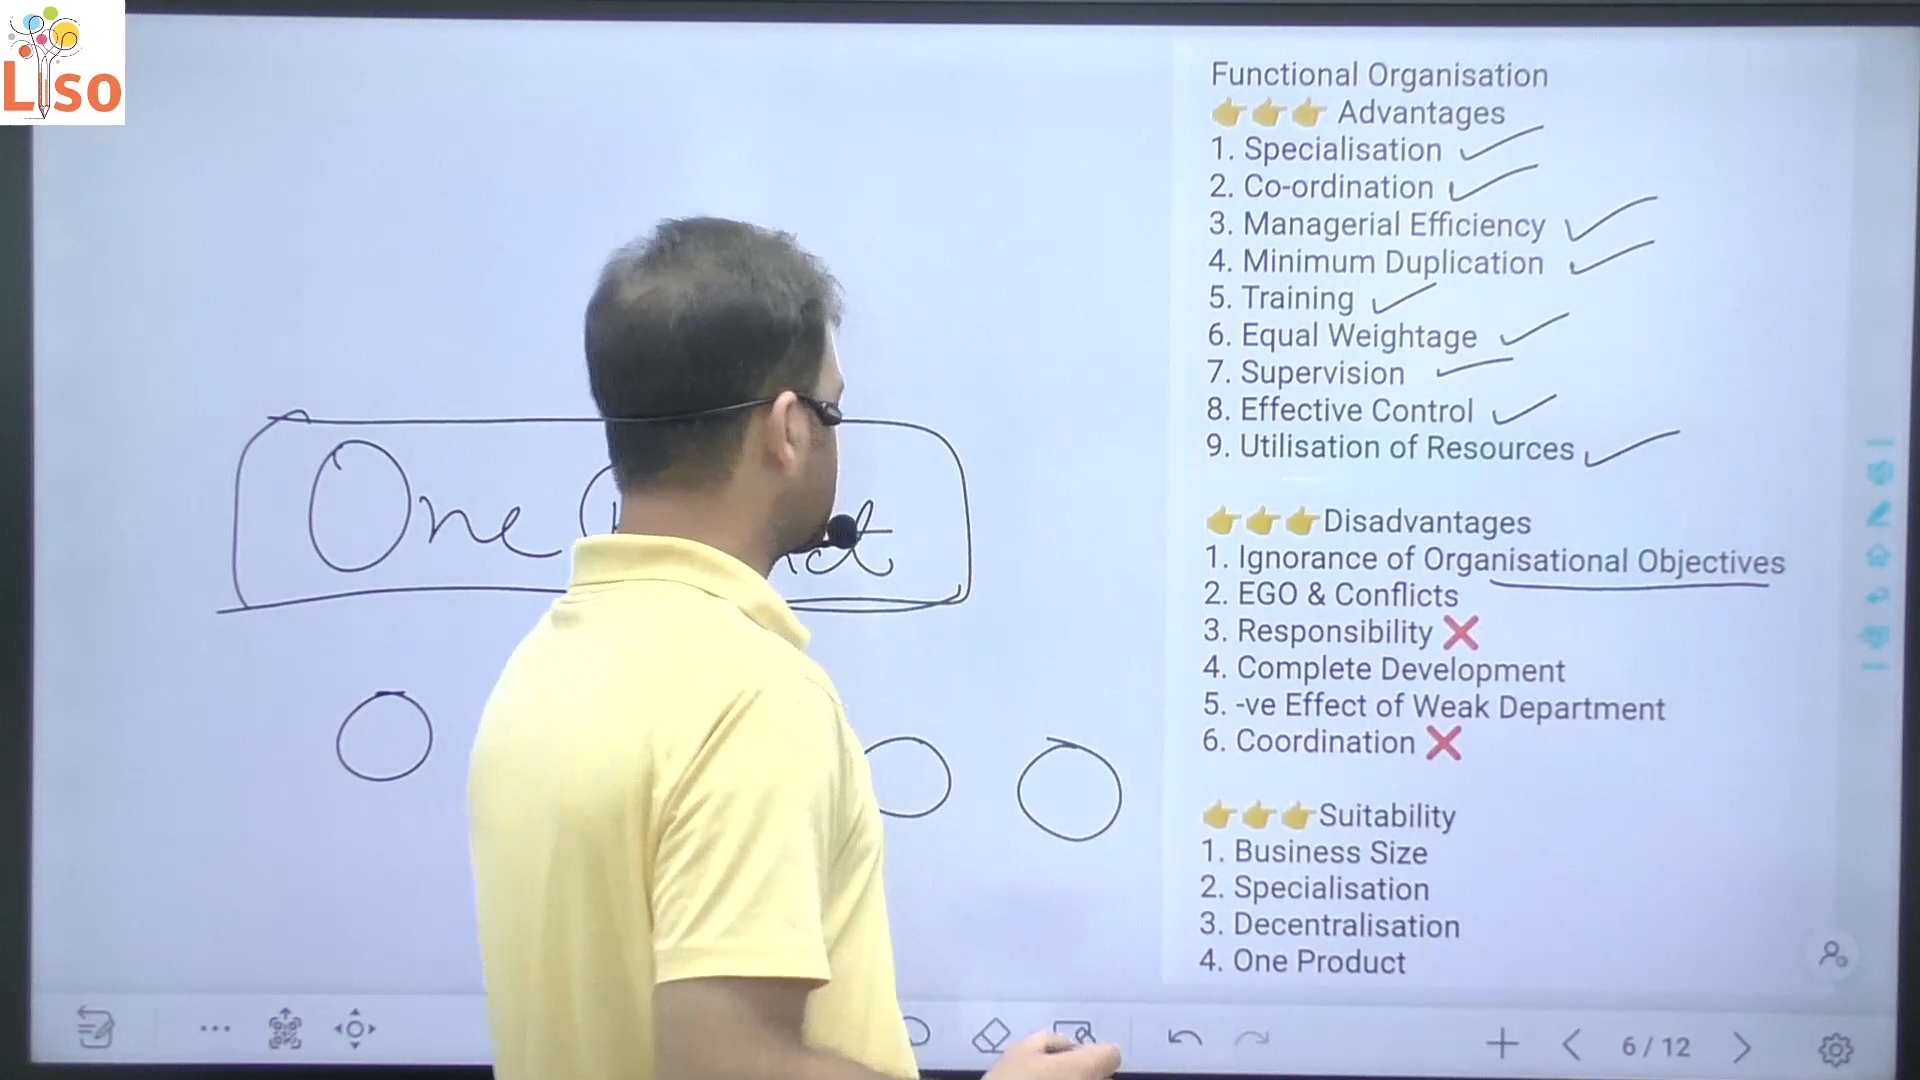 Liso
Functional Organisation
👉👉👉 Advantages
1. Specialisation
2. Co-ordination
3. Managerial Efficiency
4. Minimum Duplication
5. Training
6. Equal Weightage
7. Supervision
8. Effective Control
9. Utilisation of Resources
One
👉👉👉Disadvantages
1. Ignorance of Organisational Objectives
2. EGO & Conflicts
3. Responsibility ❌
4. Complete Development
5. -ve Effect of Weak Department
6. Coordination ❌
👉👉👉Suitability
1. Business Size
2. Specialisation
3. Decentralisation
4. One Product
6 / 12